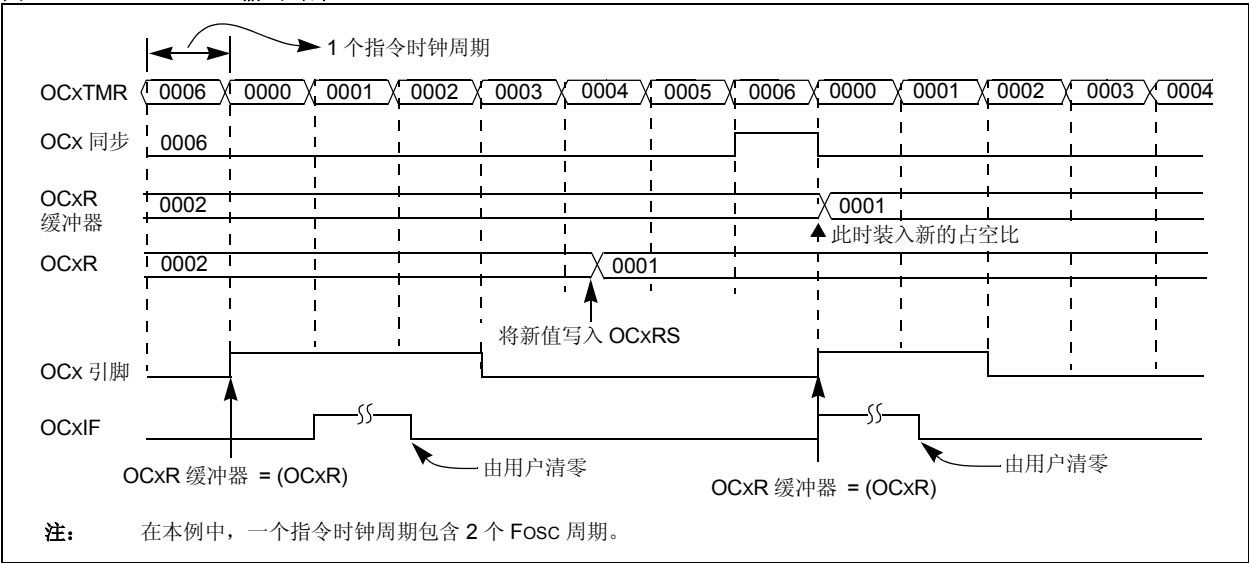 1 个指令时钟周期
OCxTMR 0006 0000 0001 0002 0003 0004 0005 0006 0000 0001 0002 0003 0004
OCx 同步 0006
OCxR 缓冲器 0002 0001
此时装入新的占空比
OCxR 0002 0001
将新值写入 OCxRS
OCx 引脚
OCxIF
由用户清零
由用户清零
OCxR 缓冲器 = (OCxR)
OCxR 缓冲器 = (OCxR)
注： 在本例中，一个指令时钟周期包含 2 个 FOSC 周期。